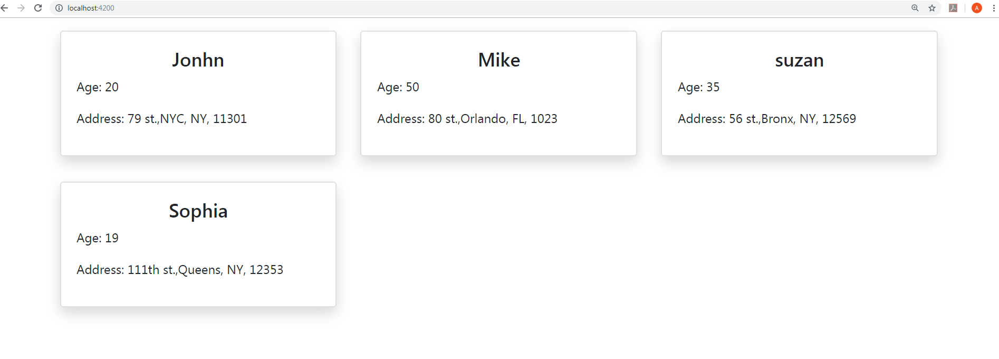 localhost:4200
A
Jonhn
Age: 20
Address: 79 st.,NYC, NY, 11301
Mike
Age: 50
Address: 80 st.,Orlando, FL, 1023
suzan
Age: 35
Address: 56 st.,Bronx, NY, 12569
Sophia
Age: 19
Address: 111th st.,Queens, NY, 12353